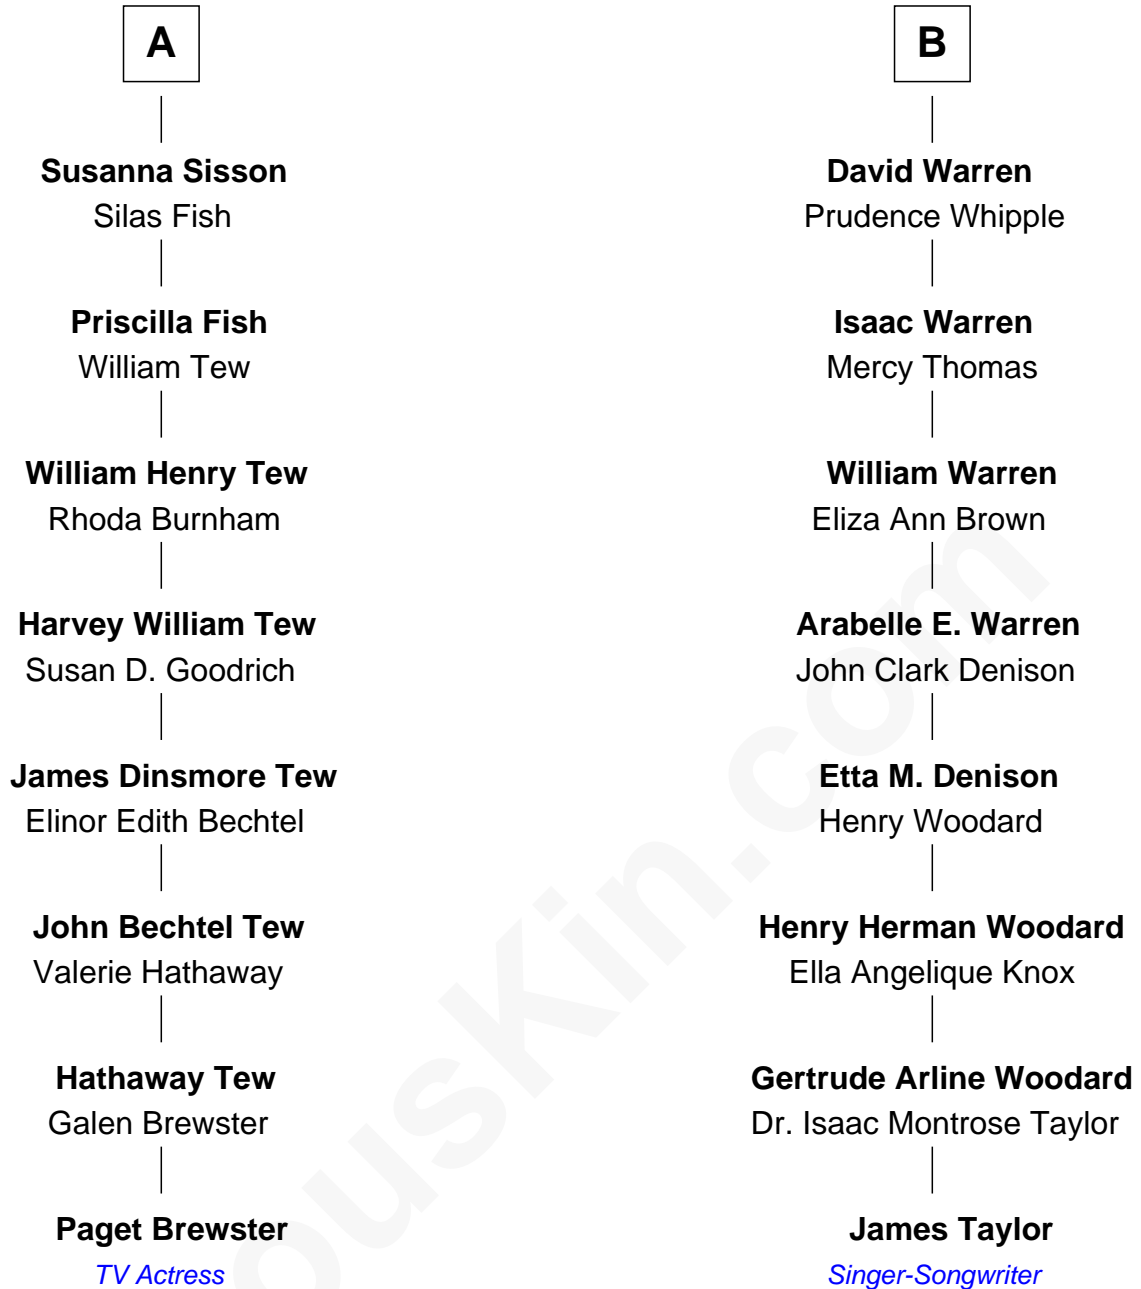 A
Susanna Sisson
Silas Fish
Priscilla Fish
William Tew
William Henry Tew
Rhoda Burnham
Harvey William Tew
Susan D. Goodrich
James Dinsmore Tew
Elinor Edith Bechtel
John Bechtel Tew
Valerie Hathaway
Hathaway Tew
Galen Brewster
Paget Brewster
TV Actress
B
David Warren
Prudence Whipple
Isaac Warren
Mercy Thomas
William Warren
Eliza Ann Brown
Arabelle E. Warren
John Clark Denison
Etta M. Denison
Henry Woodard
Henry Herman Woodard
Ella Angelique Knox
Gertrude Arline Woodard
Dr. Isaac Montrose Taylor
James Taylor
Singer-Songwriter
ousKin.com